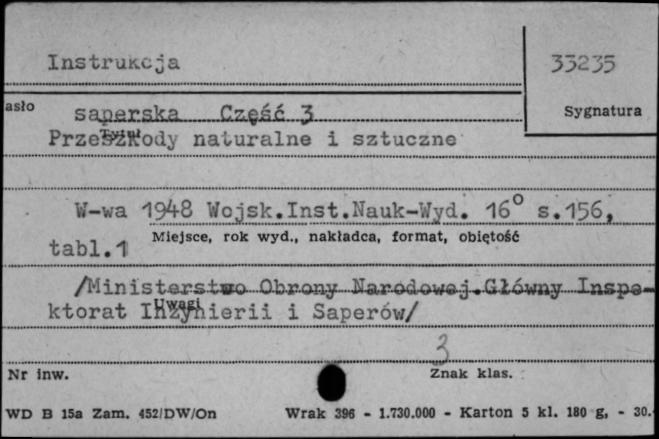 Instrukcja
33235
asło
saperska Część 3
Sygnatura
Tytuł
Przeszkody naturalne i sztuczne
W-wa 1948 Wojsk.Inst.Nauk-Wyd. 16° s.156,
Miejsce, rok wyd., nakładca, format, obiętość
tabl.1
/Ministerstwo Obrony Narodowej.Główny Inspe-
Uwagi
ktorat Inżynierii i Saperów/
3
Nr inw.
Znak klas.
WD B 15a Zam. 452/DW/On
Wrak 396 - 1.730.000 - Karton 5 kl. 180 g, - 30.